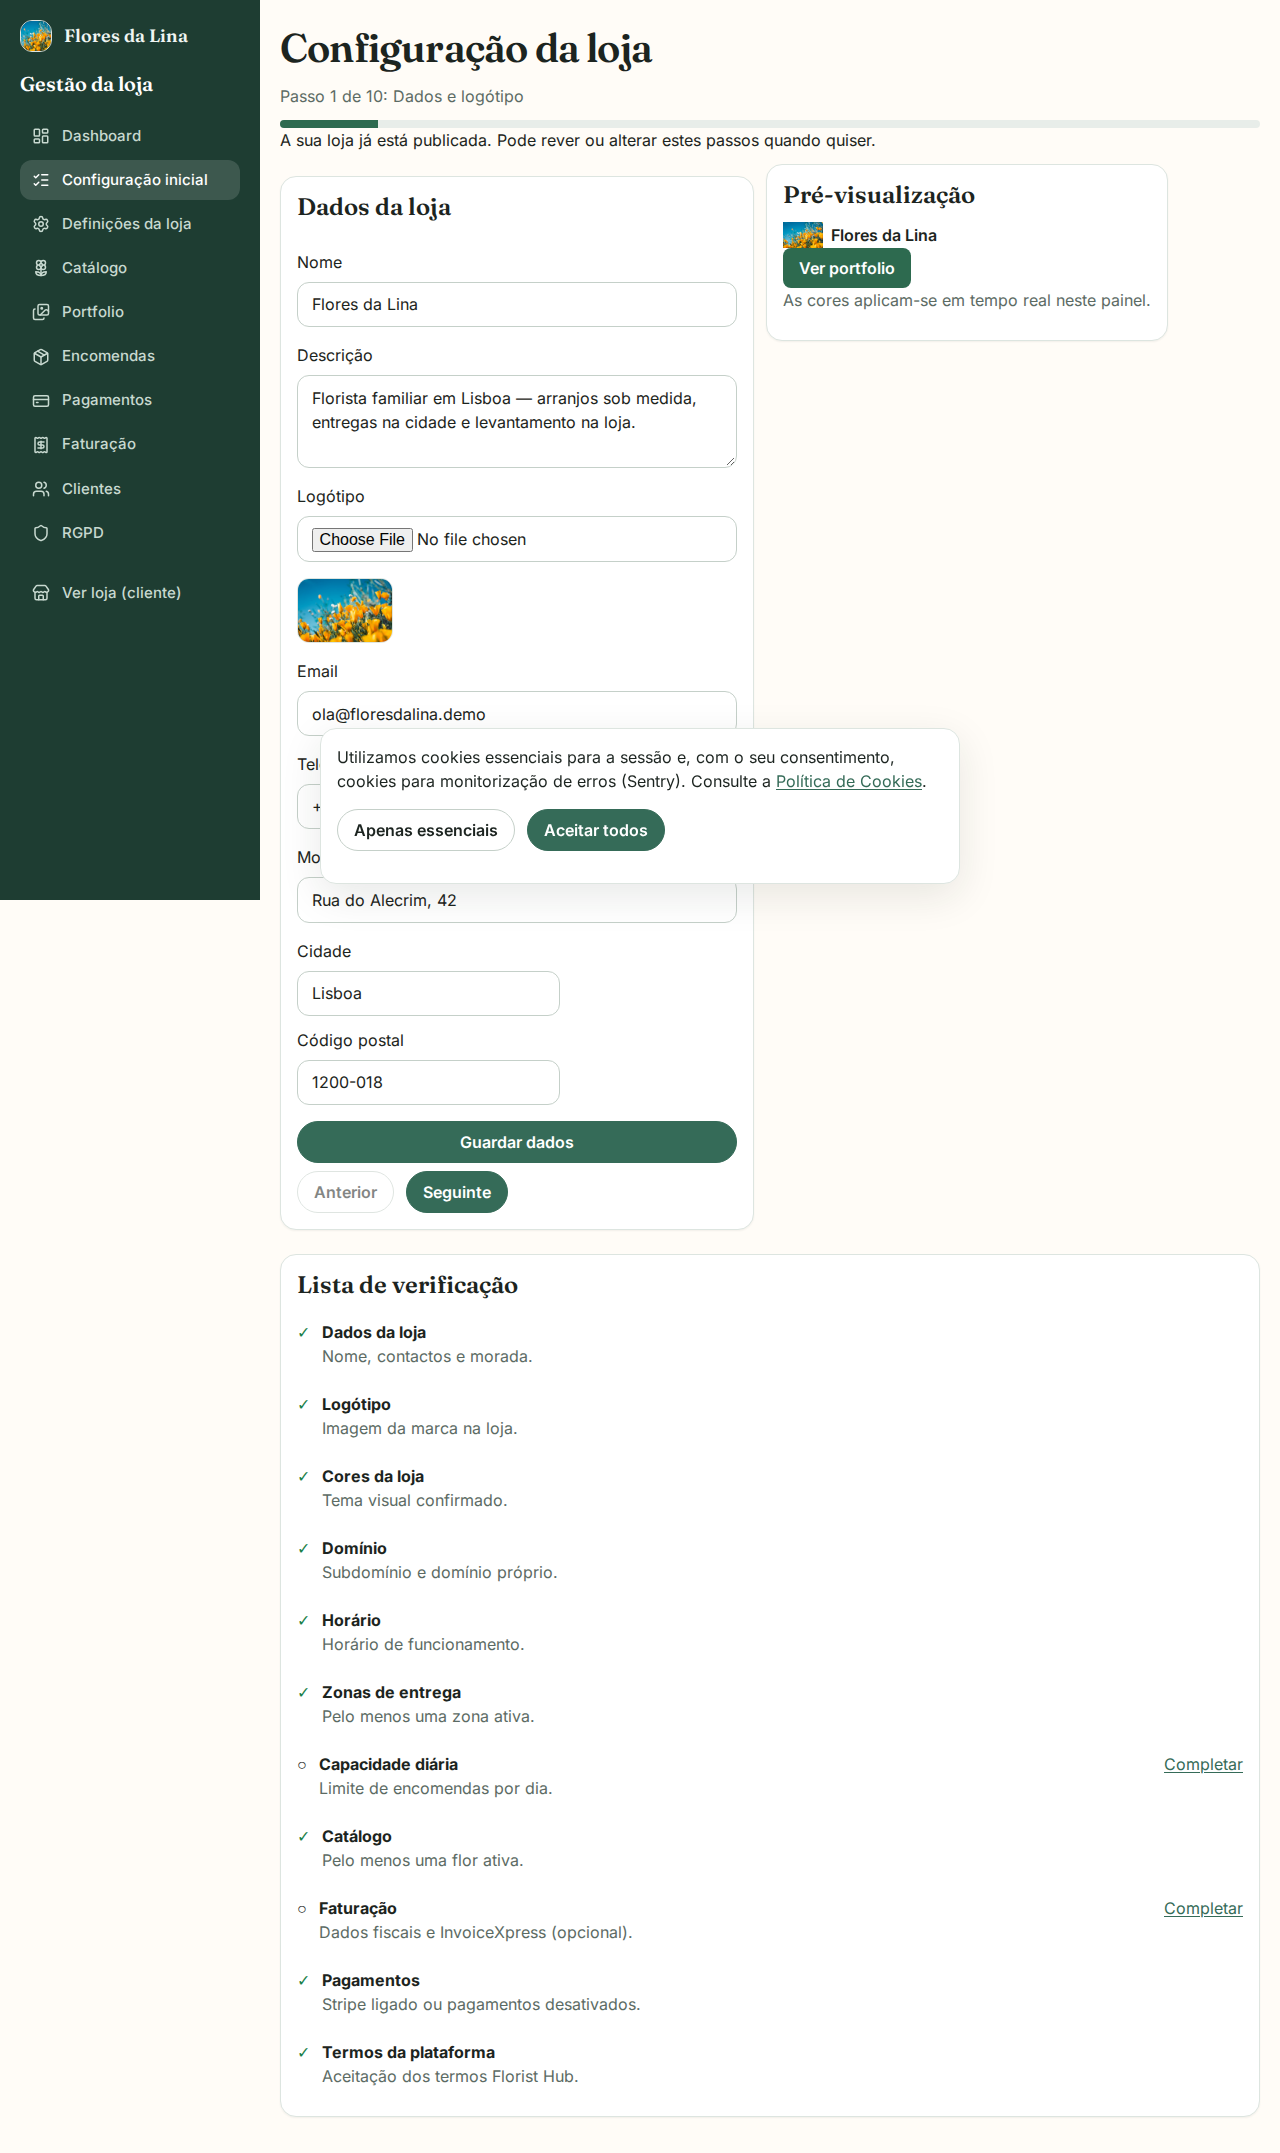 Flores da Lina
Gestão da loja
Dashboard
Configuração inicial
Definições da loja
Catálogo
Portfolio
Encomendas
Pagamentos
Faturação
Clientes
RGPD
Ver loja (cliente)
Configuração da loja
Passo 1 de 10: Dados e logótipo
A sua loja já está publicada. Pode rever ou alterar estes passos quando quiser.
Dados da loja
Nome
Flores da Lina
Descrição
Florista familiar em Lisboa — arranjos sob medida,
entregas na cidade e levantamento na loja.
Logótipo
Choose File No file chosen
Email
ola@floresdalina.demo
Cidade
Rua do Alecrim, 42
Lisboa
Código postal
1200-018
Guardar dados
Anterior
Seguinte
Pré-visualização
Flores da Lina
Ver portfolio
As cores aplicam-se em tempo real neste painel.
Utilizamos cookies essenciais para a sessão e, com o seu consentimento,
cookies para monitorização de erros (Sentry). Consulte a Política de Cookies.
Apenas essenciais
Aceitar todos
Lista de verificação
✓ Dados da loja
Nome, contactos e morada.
✓ Logótipo
Imagem da marca na loja.
✓ Cores da loja
Tema visual confirmado.
✓ Domínio
Subdomínio e domínio próprio.
✓ Horário
Horário de funcionamento.
✓ Zonas de entrega
Pelo menos uma zona ativa.
○ Capacidade diária Completar
Limite de encomendas por dia.
✓ Catálogo
Pelo menos uma flor ativa.
○ Faturação Completar
Dados fiscais e InvoiceXpress (opcional).
✓ Pagamentos
Stripe ligado ou pagamentos desativados.
✓ Termos da plataforma
Aceitação dos termos Florist Hub.